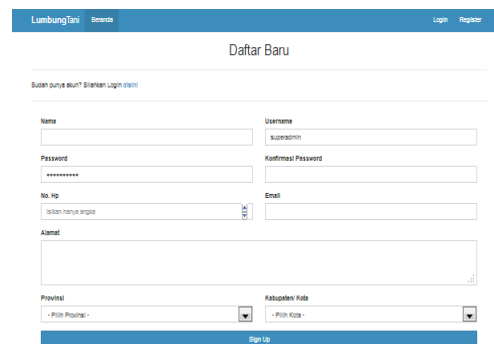 LumbungTani Beranda Login Register
Daftar Baru
Sudah punya akun? Silahkan Login disini
Nama Username
superadmin
Password Konfirmasi Password
**********
No. Hp Email
Isikan hanya angka
Alamat
Provinsi Kabupaten/ Kota
- Pilih Provinsi - - Pilih Kota -
Sign Up